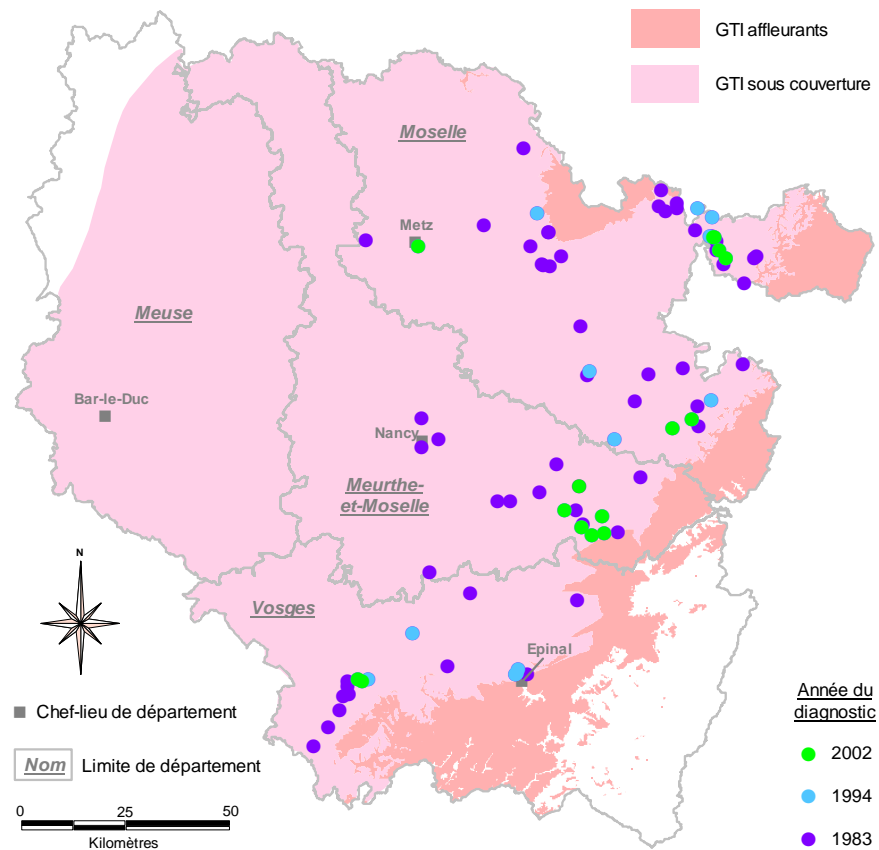 GTI affleurants
GTI sous couverture
Moselle
Metz
Meuse
Bar-le-Duc
Nancy
Meurthe-
et-Moselle
N
Vosges
Epinal
Chef-lieu de département
Nom Limite de département
0 25 50
Kilomètres
Année du
diagnostic
2002
1994
1983